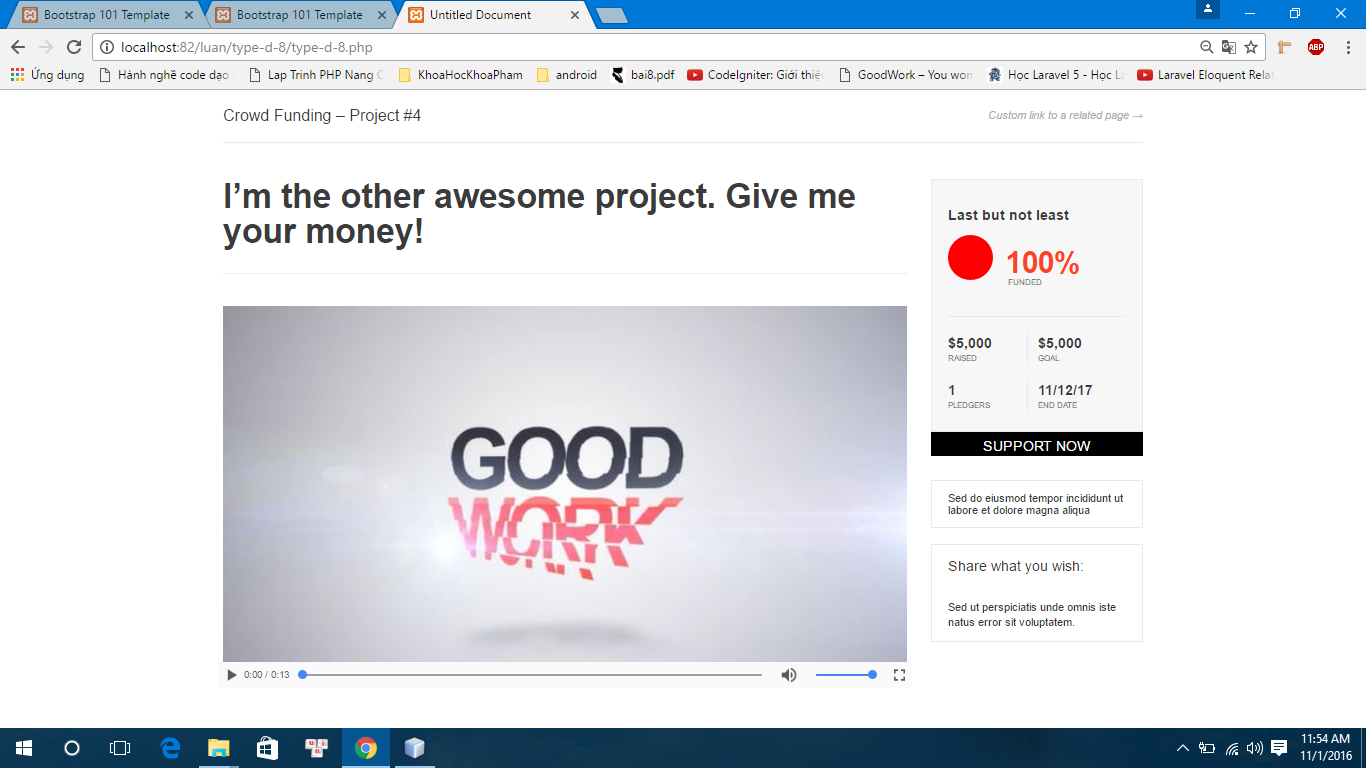 Bootstrap 101 Template
Bootstrap 101 Template
Untitled Document
localhost:82/luan/type-d-8/type-d-8.php
ABP
Ứng dụng
Hành nghề code dạo
Lap Trinh PHP Nang C
KhoaHocKhoaPham
android
bai8.pdf
CodeIgniter: Giới thiệu
GoodWork – You won
Học Laravel 5 - Học L
Laravel Eloquent Rela
Crowd Funding – Project #4
Custom link to a related page →
I’m the other awesome project. Give me
your money!
GOOD
WORK
0:00 / 0:13
Last but not least
100%
FUNDED
$5,000
RAISED
$5,000
GOAL
1
PLEDGERS
11/12/17
END DATE
SUPPORT NOW
Sed do eiusmod tempor incididunt ut
labore et dolore magna aliqua
Share what you wish:
Sed ut perspiciatis unde omnis iste
natus error sit voluptatem.
11:54 AM
11/1/2016